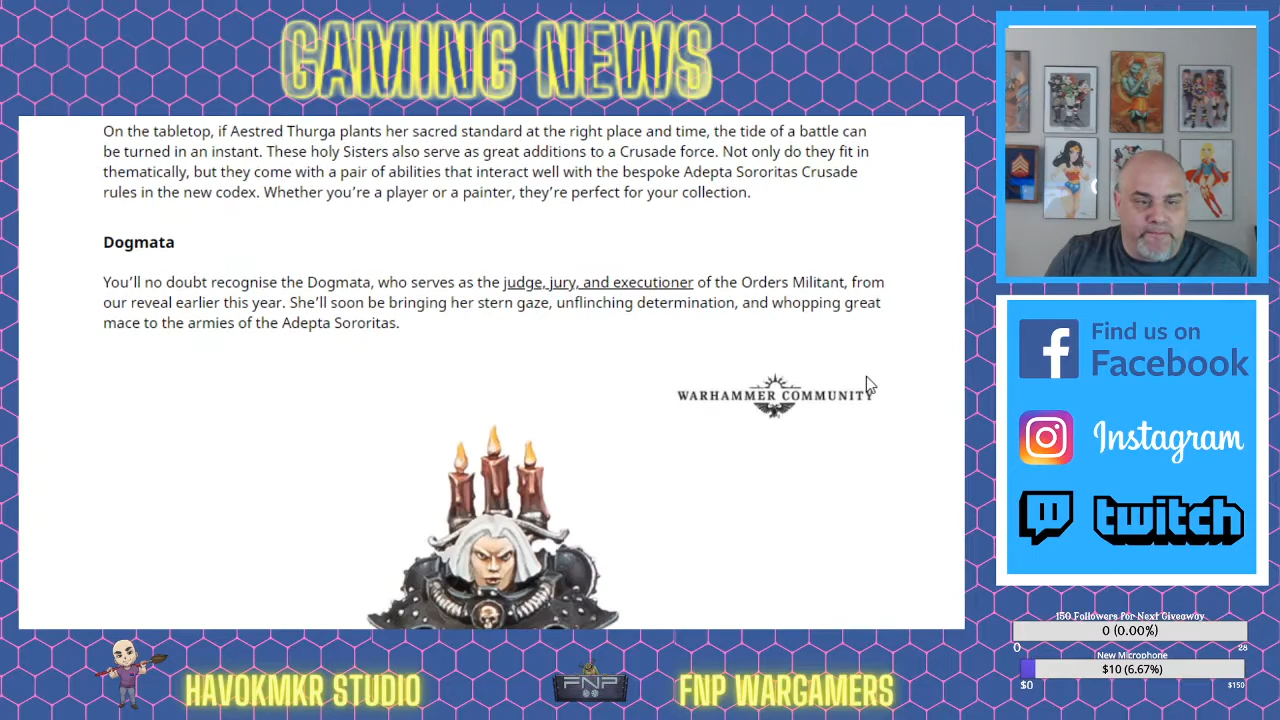 GAMING NEWS
On the tabletop, if Aestred Thurga plants her sacred standard at the right place and time, the tide of a battle can
be turned in an instant. These holy Sisters also serve as great additions to a Crusade force. Not only do they fit in
thematically, but they come with a pair of abilities that interact well with the bespoke Adepta Sororitas Crusade
rules in the new codex. Whether you’re a player or a painter, they’re perfect for your collection.
Dogmata
You’ll no doubt recognise the Dogmata, who serves as the judge, jury, and executioner of the Orders Militant, from
our reveal earlier this year. She’ll soon be bringing her stern gaze, unflinching determination, and whopping great
mace to the armies of the Adepta Sororitas.
WARHAMMER COMMUNITY
Find us on
Facebook
Instagram
twitch
150 Followers For Next Giveaway
0 (0.00%)
0 28
New Microphone
$10 (6.67%)
$0 $150
HAVOKMKR STUDIO
FNP
FNP WARGAMERS